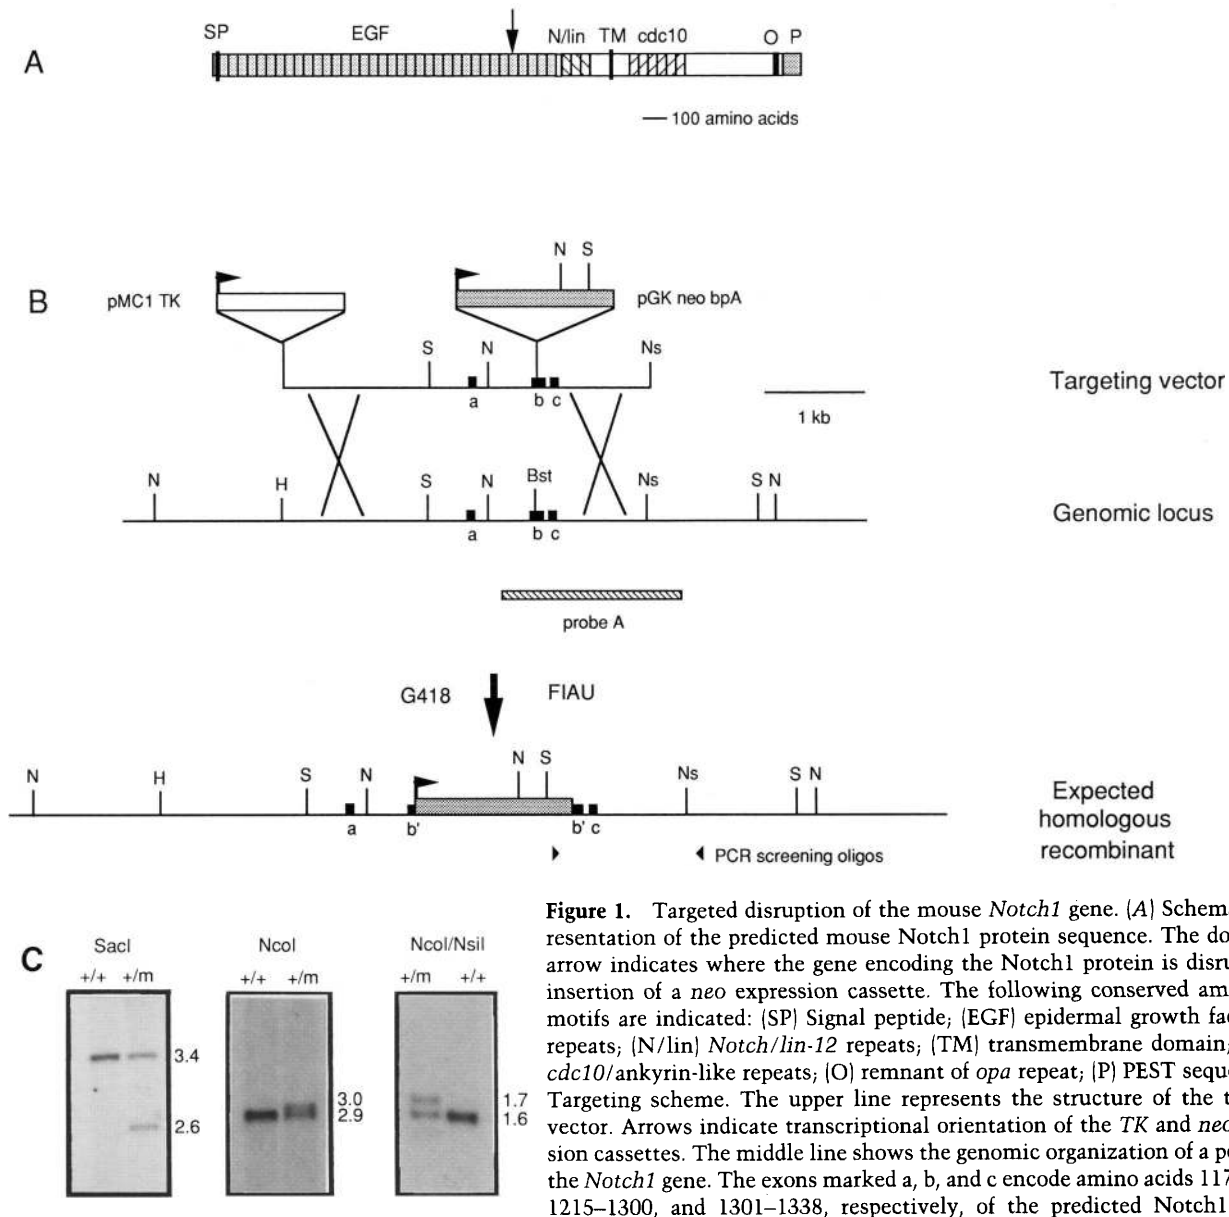 A
SP EGF N/lin TM cdc10 O P
100 amino acids
B
N S
pMC1 TK pGK neo bpA
S N Ns
a b c
Targeting vector
1 kb
N H S N Bst Ns S N
a b c
Genomic locus
probe A
G418 FIAU
N H S N N S Ns S N
a b' b' c
Expected
homologous
recombinant
PCR screening oligos
C
SacI NcoI NcoI/NsiI
+/+ +/m +/+ +/m +/m +/+
3.4
2.6
3.0
2.9
1.7
1.6
Figure 1. Targeted disruption of the mouse Notch1 gene. (A) Schem
resentation of the predicted mouse Notch1 protein sequence. The do
arrow indicates where the gene encoding the Notch1 protein is disru
insertion of a neo expression cassette. The following conserved am
motifs are indicated: (SP) Signal peptide; (EGF) epidermal growth fac
repeats; (N/lin) Notch/lin-12 repeats; (TM) transmembrane domain;
cdc10/ankyrin-like repeats; (O) remnant of opa repeat; (P) PEST seque
Targeting scheme. The upper line represents the structure of the t
vector. Arrows indicate transcriptional orientation of the TK and neo
sion cassettes. The middle line shows the genomic organization of a po
the Notch1 gene. The exons marked a, b, and c encode amino acids 117
1215–1300, and 1301–1338, respectively, of the predicted Notch1